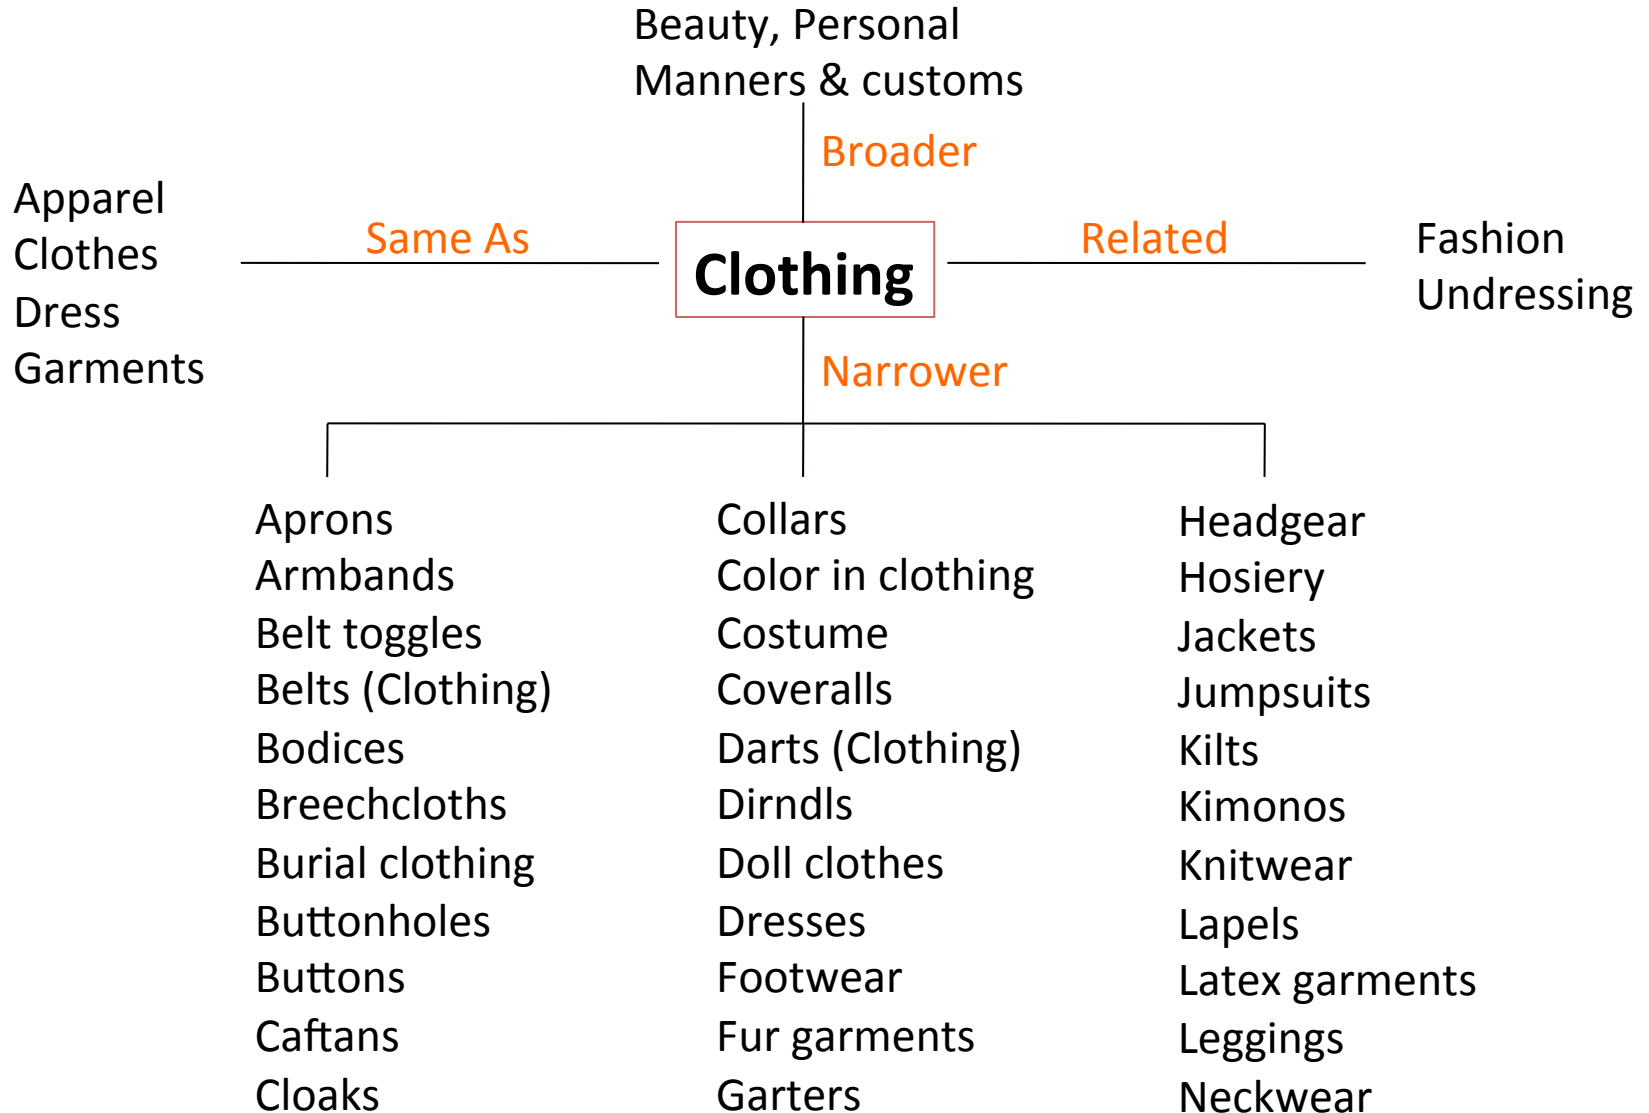 Beauty, Personal
Manners & customs
Broader
Apparel
Clothes
Dress
Garments
Same As
Clothing
Related
Fashion
Undressing
Narrower
Aprons
Armbands
Belt toggles
Belts (Clothing)
Bodices
Breechcloths
Burial clothing
Buttonholes
Buttons
Caftans
Cloaks
Collars
Color in clothing
Costume
Coveralls
Darts (Clothing)
Dirndls
Doll clothes
Dresses
Footwear
Fur garments
Garters
Headgear
Hosiery
Jackets
Jumpsuits
Kilts
Kimonos
Knitwear
Lapels
Latex garments
Leggings
Neckwear